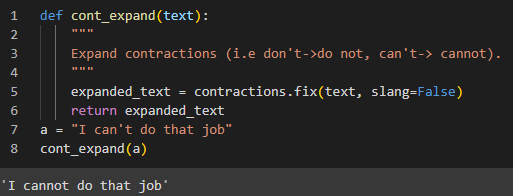 1 def cont_expand(text):
2     """
3     Expand contractions (i.e don't->do not, can't-> cannot).
4     """
5     expanded_text = contractions.fix(text, slang=False)
6     return expanded_text
7 a = "I can't do that job"
8 cont_expand(a)
'I cannot do that job'